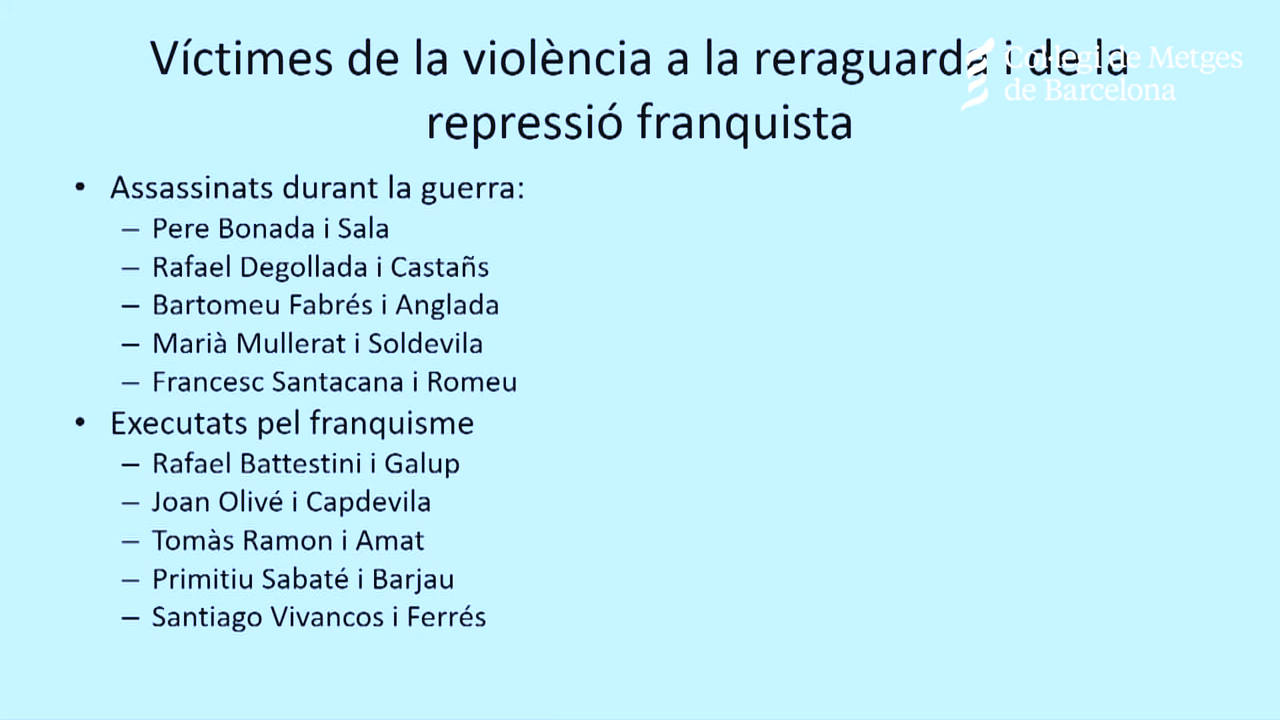 Víctimes de la violència a la reraguarda i de la
repressió franquista
Col·legi de Metges
de Barcelona
• Assassinats durant la guerra:
– Pere Bonada i Sala
– Rafael Degollada i Castañs
– Bartomeu Fabrés i Anglada
– Marià Mullerat i Soldevila
– Francesc Santacana i Romeu
• Executats pel franquisme
– Rafael Battestini i Galup
– Joan Olivé i Capdevila
– Tomàs Ramon i Amat
– Primitiu Sabaté i Barjau
– Santiago Vivancos i Ferrés